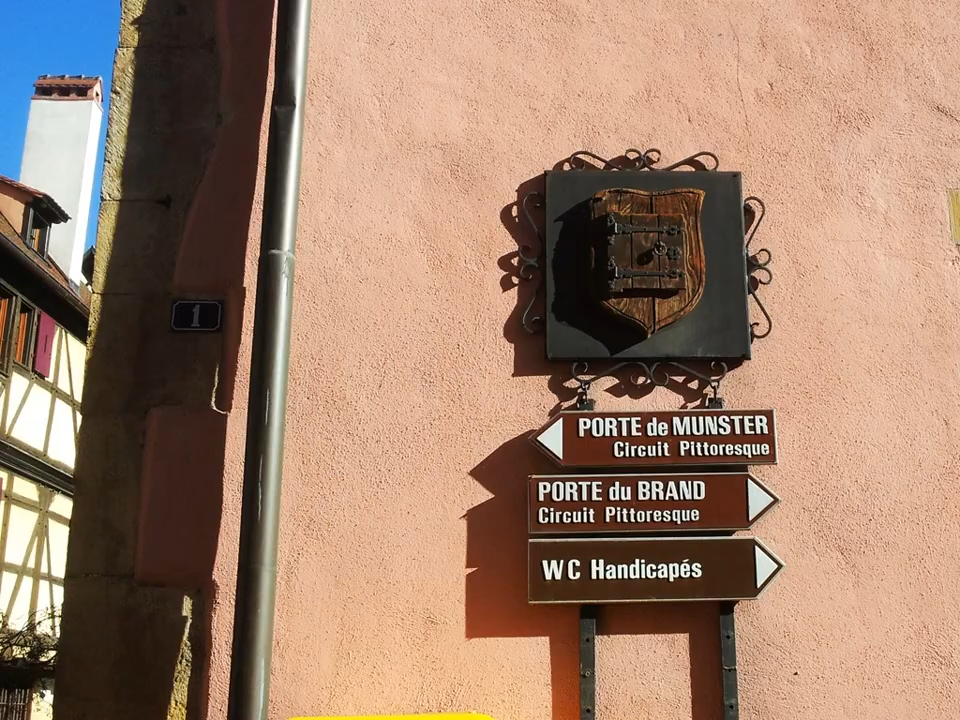 1
PORTE de MUNSTER
Circuit Pittoresque
PORTE du BRAND
Circuit Pittoresque
WC Handicapés